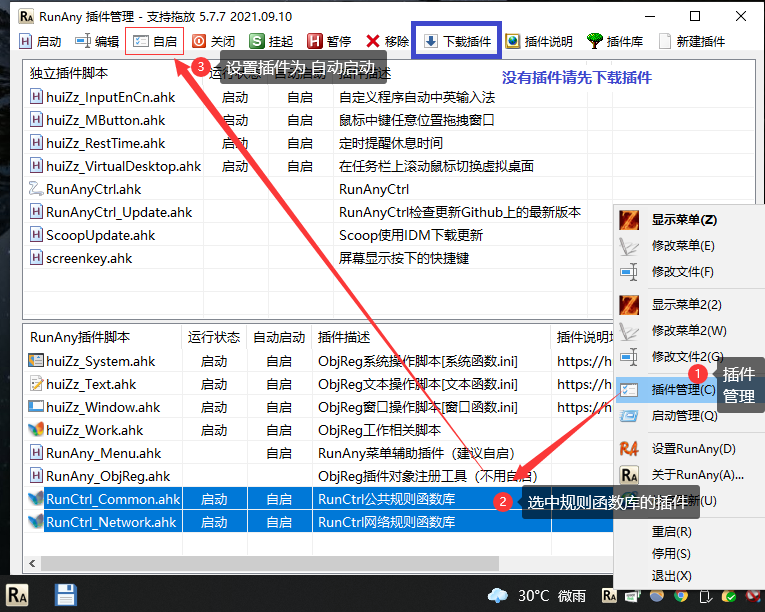 RunAny 插件管理 - 支持拖放 5.7.7 2021.09.10
启动 编辑 自启 关闭 挂起 暂停 移除 下载插件 插件说明 插件库 新建插件
3 设置插件为 自动启动
没有插件请先下载插件
独立插件脚本
huiZz_InputEnCn.ahk 启动 自启 自定义程序自动中英输入法
huiZz_MButton.ahk 启动 自启 鼠标中键任意位置拖拽窗口
huiZz_RestTime.ahk 启动 自启 定时提醒休息时间
huiZz_VirtualDesktop.ahk 启动 自启 在任务栏上滚动鼠标切换虚拟桌面
RunAnyCtrl.ahk RunAnyCtrl
RunAnyCtrl_Update.ahk RunAnyCtrl检查更新Github上的最新版本
ScoopUpdate.ahk Scoop使用IDM下载更新
screenkey.ahk 屏幕显示按下的快捷键
RunAny插件脚本 运行状态 自动启动 插件描述 插件说明
huiZz_System.ahk 启动 自启 ObjReg系统操作脚本[系统函数.ini] https://h
huiZz_Text.ahk 启动 自启 ObjReg文本操作脚本[文本函数.ini] https://h
huiZz_Window.ahk 启动 自启 ObjReg窗口操作脚本[窗口函数.ini] https://h
huiZz_Work.ahk 启动 自启 ObjReg工作相关脚本
RunAny_Menu.ahk 自启 RunAny菜单辅助插件（建议自启）
RunAny_ObjReg.ahk ObjReg插件对象注册工具（不用自启）
RunCtrl_Common.ahk 启动 自启 RunCtrl公共规则函数库
RunCtrl_Network.ahk 启动 自启 RunCtrl网络规则函数库
2 选中规则函数库的插件
显示菜单(Z)
修改菜单(E)
修改文件(F)
显示菜单2(2)
修改菜单2(W)
修改文件2(G)
插件管理(C)
1 插件
管理
启动管理(Q)
设置RunAny(D)
关于RunAny(A)...
新(U)
重启(R)
停用(S)
退出(X)
RA 30°C 微雨 RA